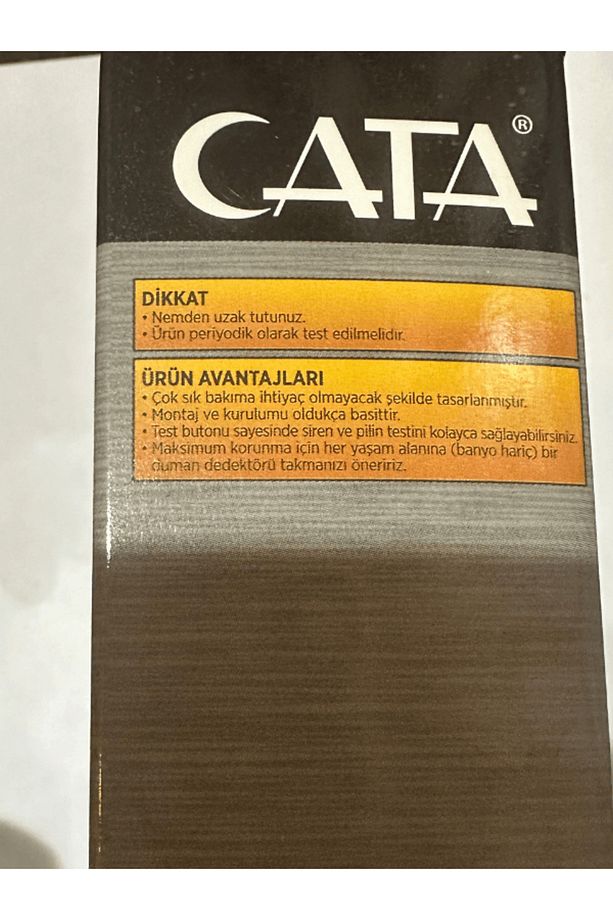 CATA®
DİKKAT
• Nemden uzak tutunuz.
• Ürün periyodik olarak test edilmelidir.
ÜRÜN AVANTAJLARI
• Çok sık bakıma ihtiyaç olmayacak şekilde tasarlanmıştır.
• Montaj ve kurulumu oldukça basittir.
• Test butonu sayesinde siren ve pilin testini kolayca sağlayabilirsiniz.
• Maksimum korunma için her yaşam alanına (banyo hariç) bir
duman dedektörü takmanızı öneririz.